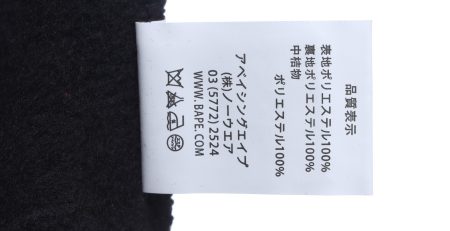 品質表示
表地ポリエステル100%
裏地ポリエステル100%
中桔物
ポリエステル100%
アベイシングエイプ
(株)ノーウエア
03 (5772) 2524
WWW.BAPE.COM